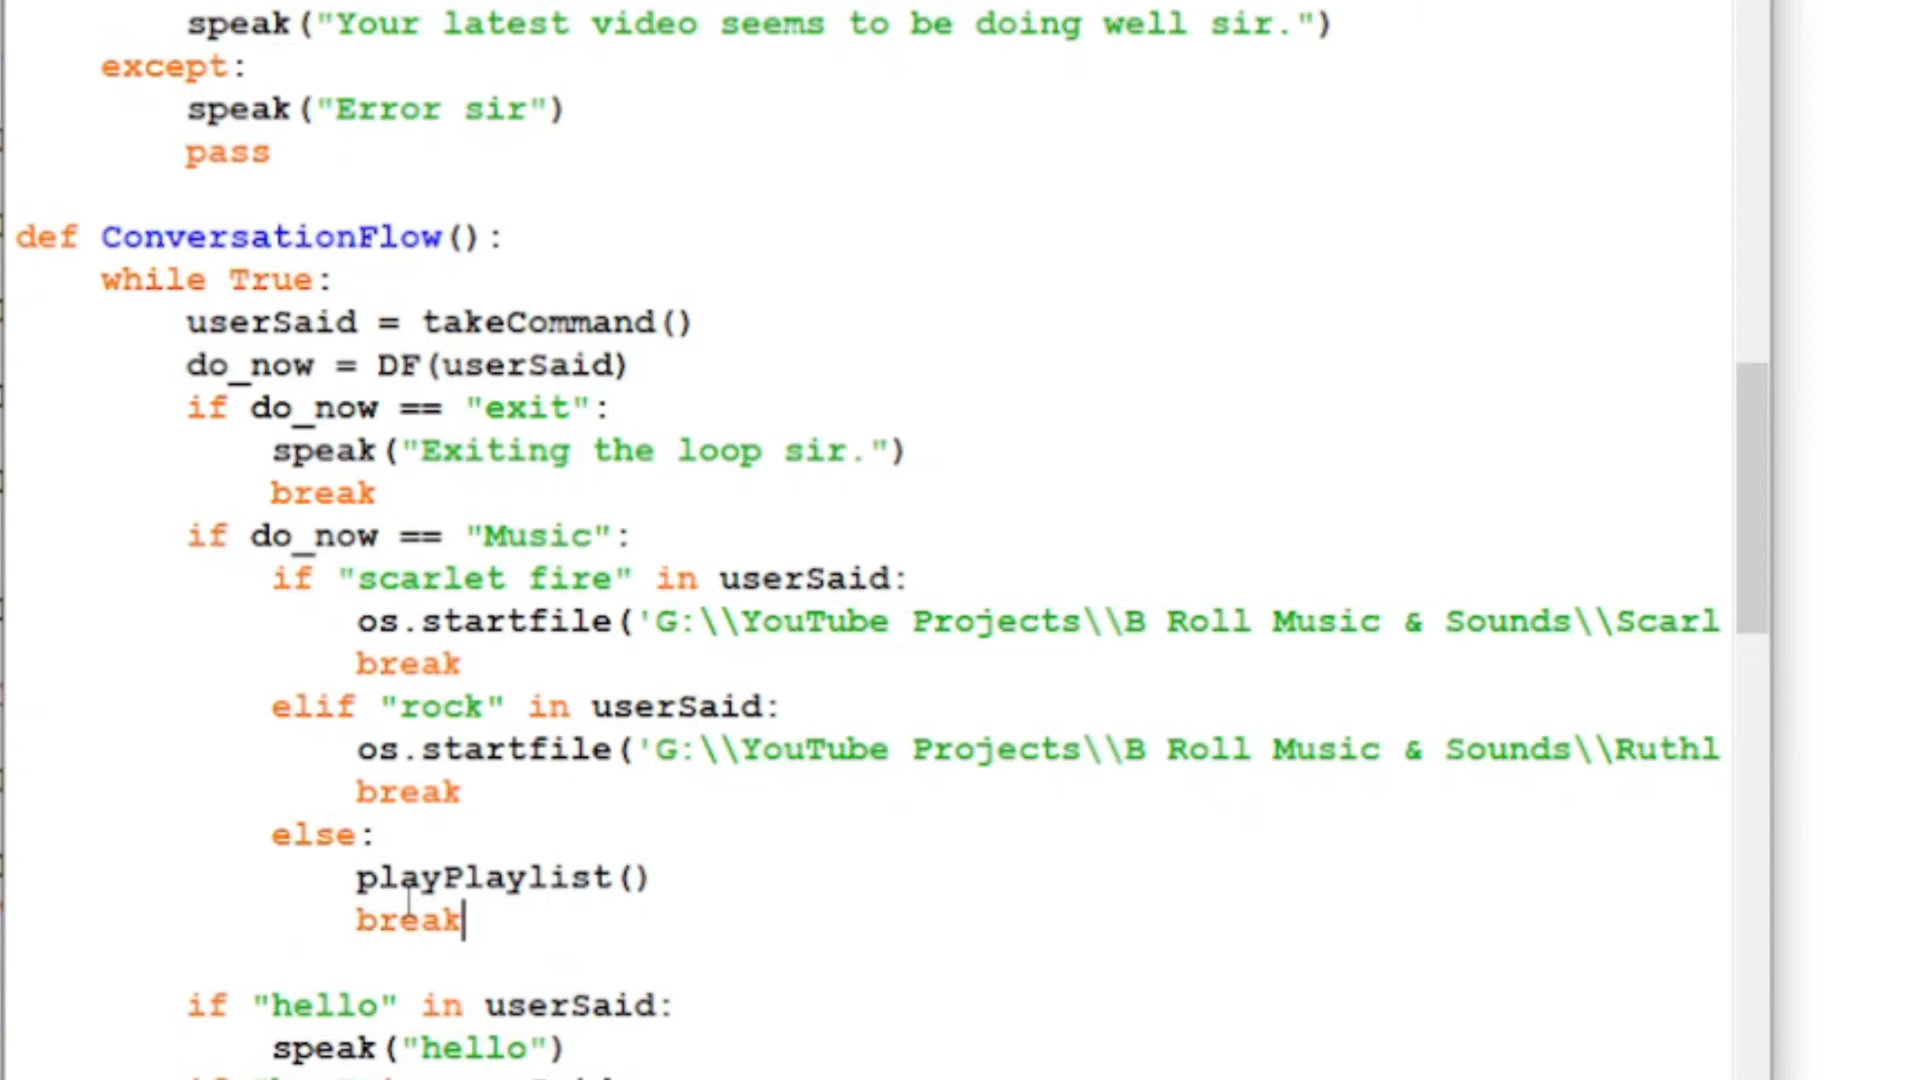 speak("Your latest video seems to be doing well sir.")
except:
speak("Error sir")
pass
def ConversationFlow():
while True:
userSaid = takeCommand()
do_now = DF(userSaid)
if do_now == "exit":
speak("Exiting the loop sir.")
break
if do_now == "Music":
if "scarlet fire" in userSaid:
os.startfile('G:\\YouTube Projects\\B Roll Music & Sounds\\Scarl
break
elif "rock" in userSaid:
os.startfile('G:\\YouTube Projects\\B Roll Music & Sounds\\Ruthl
break
else:
playPlaylist()
break
if "hello" in userSaid:
speak("hello")